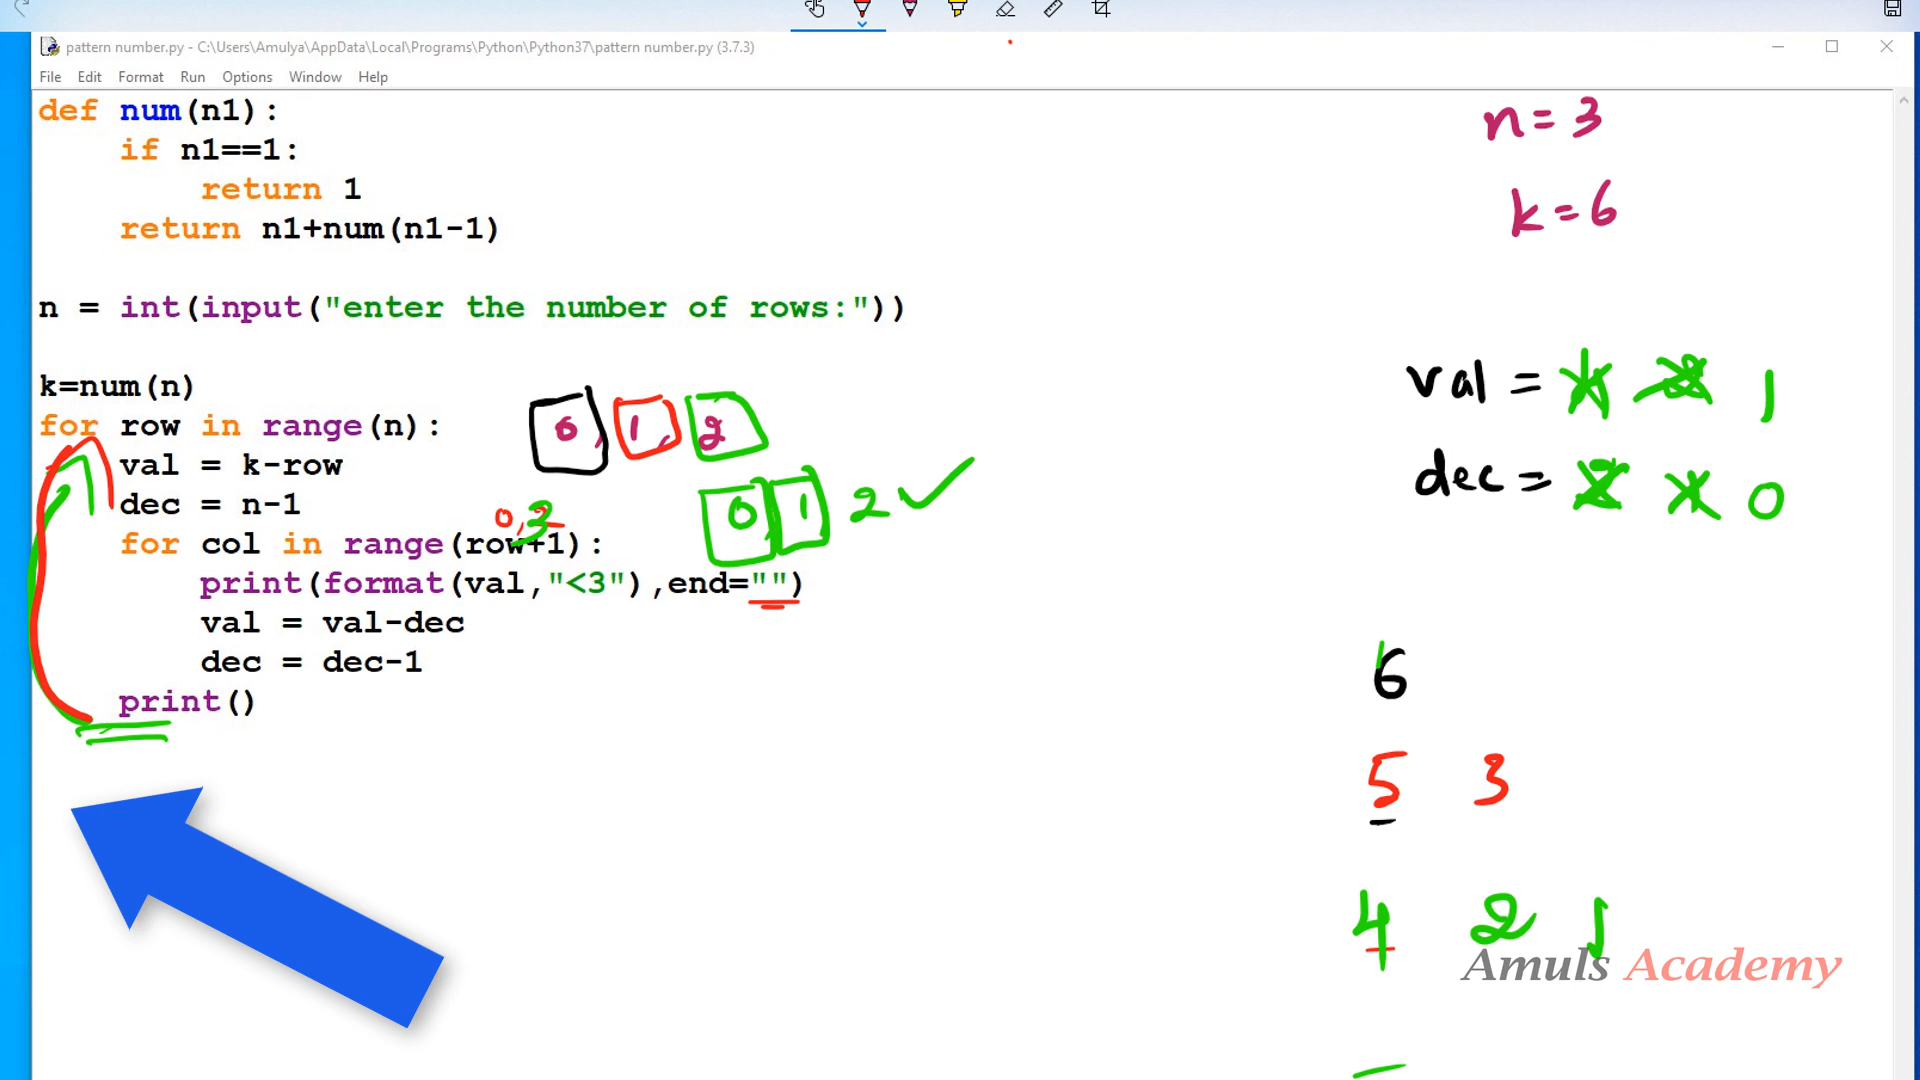 pattern number.py - C:\Users\Amulya\AppData\Local\Programs\Python\Python37\pattern number.py (3.7.3)
File Edit Format Run Options Window Help
def num(n1):
    if n1==1:
        return 1
    return n1+num(n1-1)
n = int(input("enter the number of rows:"))
k=num(n)
for row in range(n):
    val = k-row
    dec = n-1
    for col in range(row+1):
        print(format(val,"<3"),end="")
        val = val-dec
        dec = dec-1
    print()
0, 1, 2
0, 3
0 1 2
n = 3
k = 6
val = 1
dec = 0
6
5 3
4 2 1
Amuls Academy